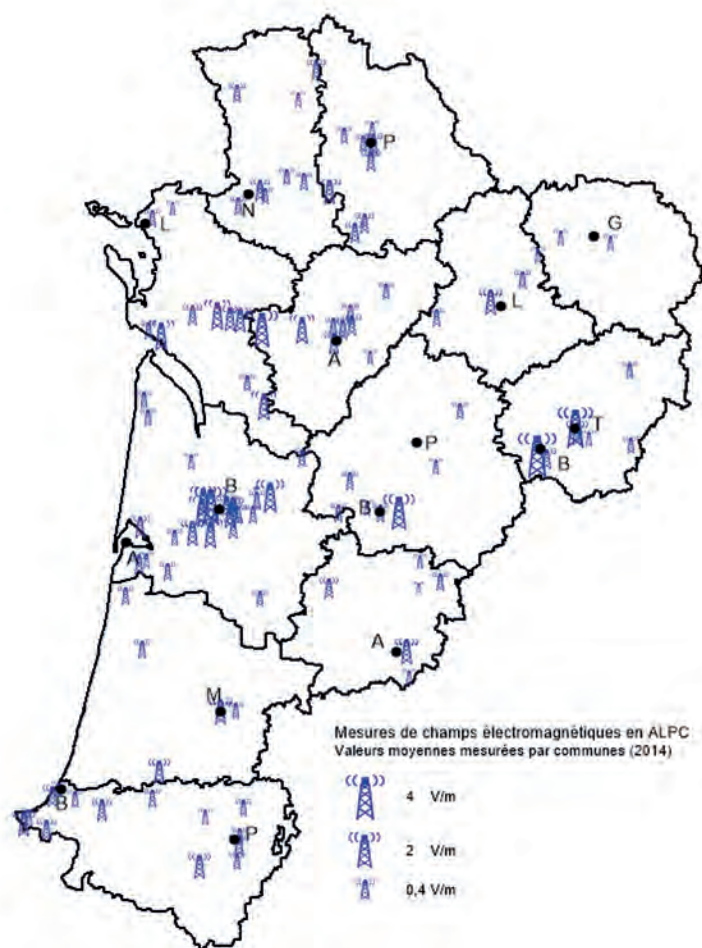 P
N
L
G
L
A
P
T
B
B
B
A
A
M
Mesures de champs électromagnétiques en ALPC
Valeurs moyennes mesurées par communes (2014)
4 V/m
B
P
2 V/m
0,4 V/m